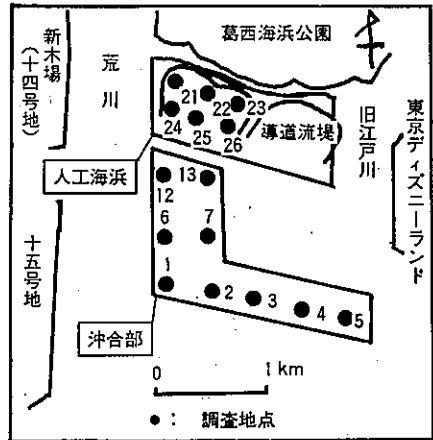 葛西海浜公園
新木場
(十四号地)
荒川
21
22
23
24
25
26
導道流堤
旧江戸川
東京ディズニーランド
人工海浜
十五号地
12
13
6
7
1
2
3
4
5
沖合部
0
1 km
●: 調査地点